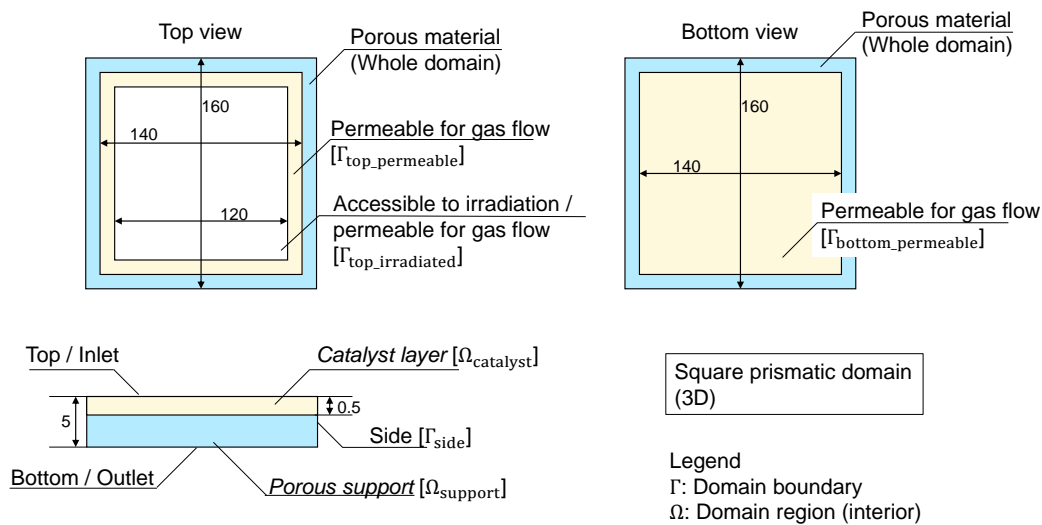 Top view
Porous material
(Whole domain)
160
140
Permeable for gas flow
[Γtop_permeable]
120
Accessible to irradiation /
permeable for gas flow
[Γtop_irradiated]
Bottom view
Porous material
(Whole domain)
160
140
Permeable for gas flow
[Γbottom_permeable]
Top / Inlet
Catalyst layer [Ωcatalyst]
5
0.5
Side [Γside]
Bottom / Outlet
Porous support [Ωsupport]
Square prismatic domain
(3D)
Legend
Γ: Domain boundary
Ω: Domain region (interior)